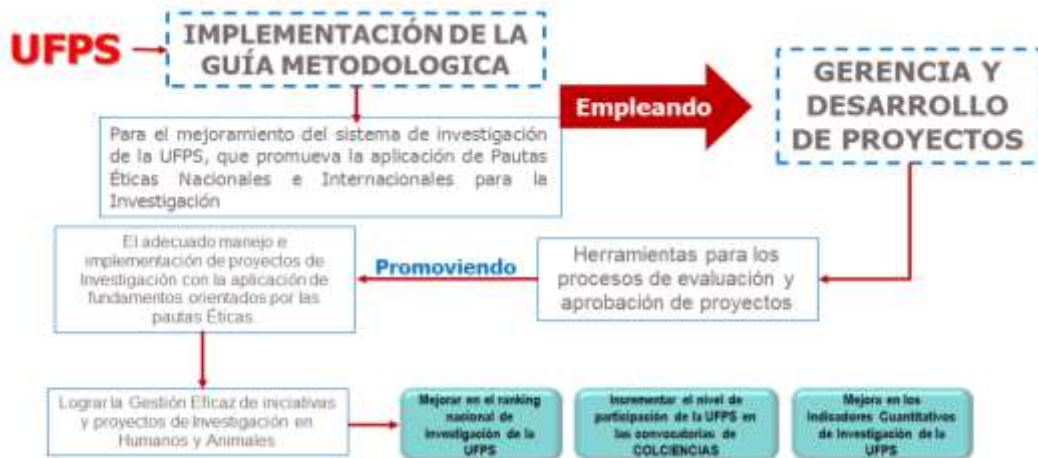 UFPS
IMPLEMENTACIÓN DE LA
GUÍA METODOLOGICA
Para el mejoramiento del sistema de investigación
de la UFPS, que promueva la aplicación de Pautas
Éticas Nacionales e Internacionales para la
Investigación
Empleando
GERENCIA Y
DESARROLLO
DE PROYECTOS
Herramientas para los
procesos de evaluación y
aprobación de proyectos
Promoviendo
El adecuado manejo e
implementación de proyectos de
Investigación con la aplicación de
fundamentos orientados por las
pautas Éticas.
Lograr la Gestión Eficaz de iniciativas
y proyectos de Investigación en
Humanos y Animales
Mejorar en el ranking
nacional de
investigación de la
UFPS
Incrementar el nivel de
participación de la UFPS en
las convocatorias de
COLCIENCIAS
Mejora en los
Indicadores Cuantitativos
de Investigación de la
UFPS